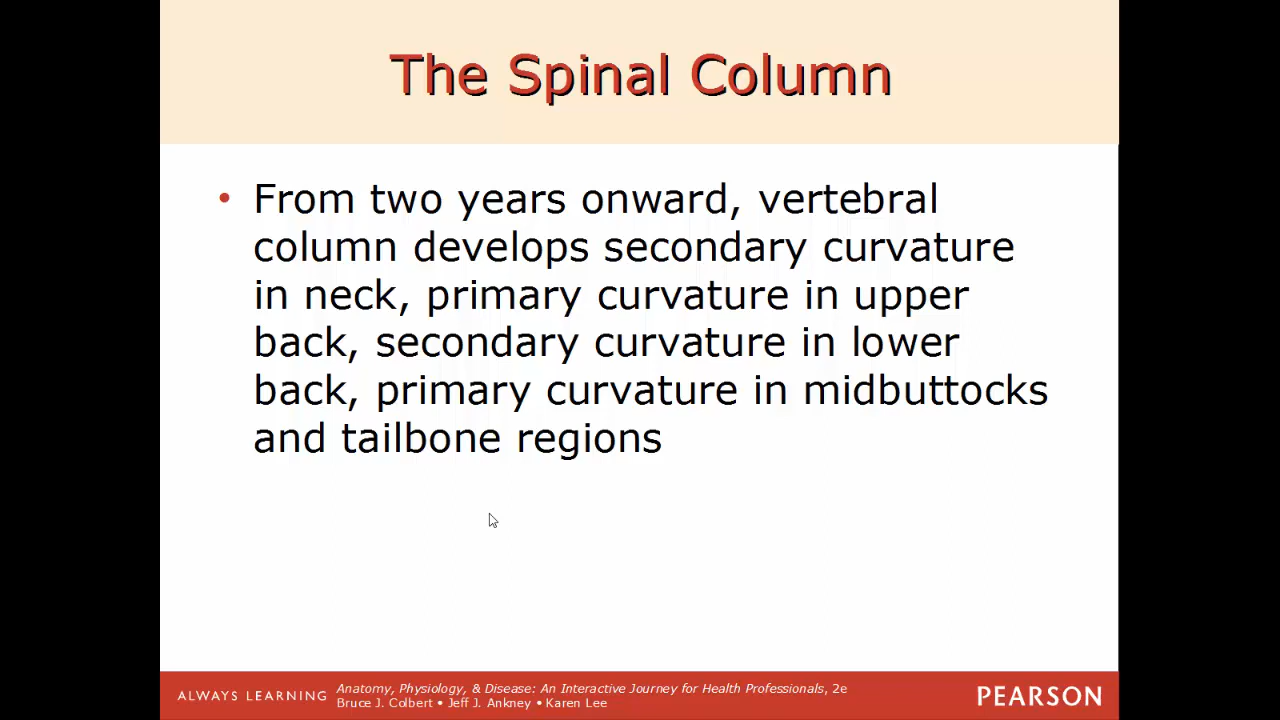 The Spinal Column
• From two years onward, vertebral
column develops secondary curvature
in neck, primary curvature in upper
back, secondary curvature in lower
back, primary curvature in midbuttocks
and tailbone regions
ALWAYS LEARNING
Anatomy, Physiology, & Disease: An Interactive Journey for Health Professionals, 2e
Bruce J. Colbert • Jeff J. Ankney • Karen Lee
PEARSON